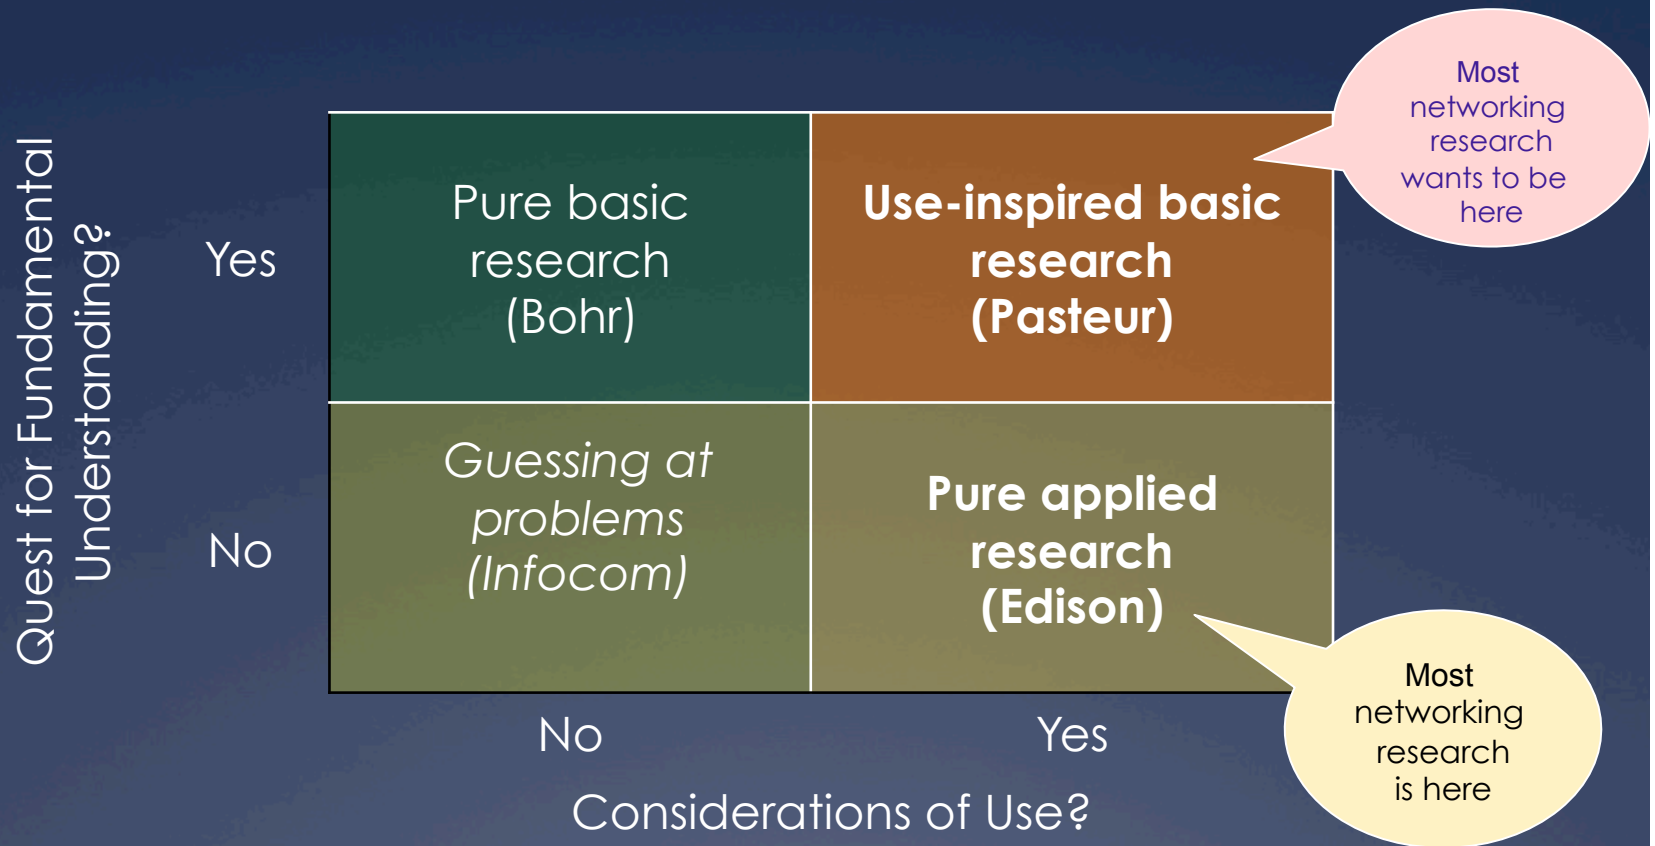 Quest for Fundamental
Understanding?
Yes
No
Pure basic
research
(Bohr)
Use-inspired basic
research
(Pasteur)
Guessing at
problems
(Infocom)
Pure applied
research
(Edison)
No
Yes
Considerations of Use?
Most
networking
research
wants to be
here
Most
networking
research
is here